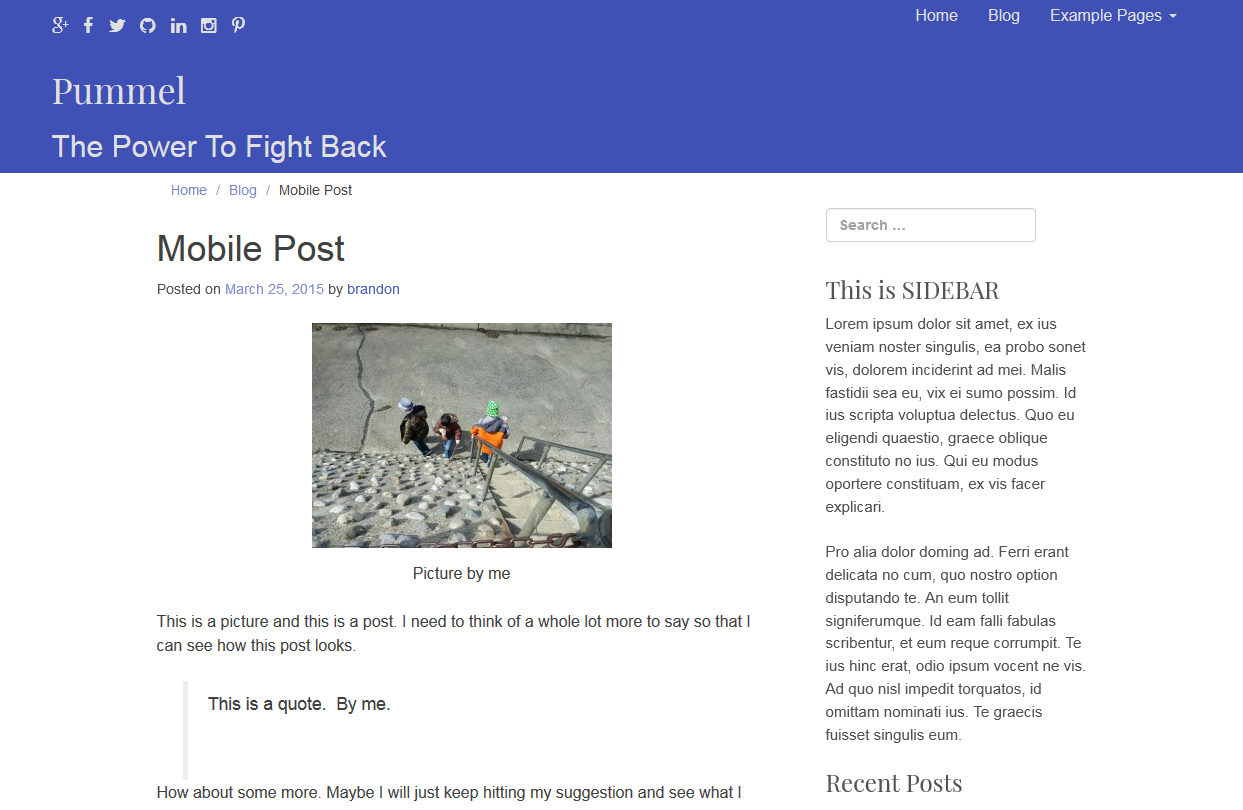 Home Blog Example Pages
Pummel
The Power To Fight Back
Home / Blog / Mobile Post
Mobile Post
Posted on March 25, 2015 by brandon
Picture by me
This is a picture and this is a post. I need to think of a whole lot more to say so that I
can see how this post looks.
This is a quote.  By me.
How about some more. Maybe I will just keep hitting my suggestion and see what I
Search ...
This is SIDEBAR
Lorem ipsum dolor sit amet, ex ius
veniam noster singulis, ea probo sonet
vis, dolorem inciderint ad mei. Malis
fastidii sea eu, vix ei sumo possim. Id
ius scripta voluptua delectus. Quo eu
eligendi quaestio, graece oblique
constituto no ius. Qui eu modus
oportere constituam, ex vis facer
explicari.
Pro alia dolor doming ad. Ferri erant
delicata no cum, quo nostro option
disputando te. An eum tollit
signiferumque. Id eam falli fabulas
scribentur, et eum reque corrumpit. Te
ius hinc erat, odio ipsum vocent ne vis.
Ad quo nisl impedit torquatos, id
omittam nominati ius. Te graecis
fuisset singulis eum.
Recent Posts